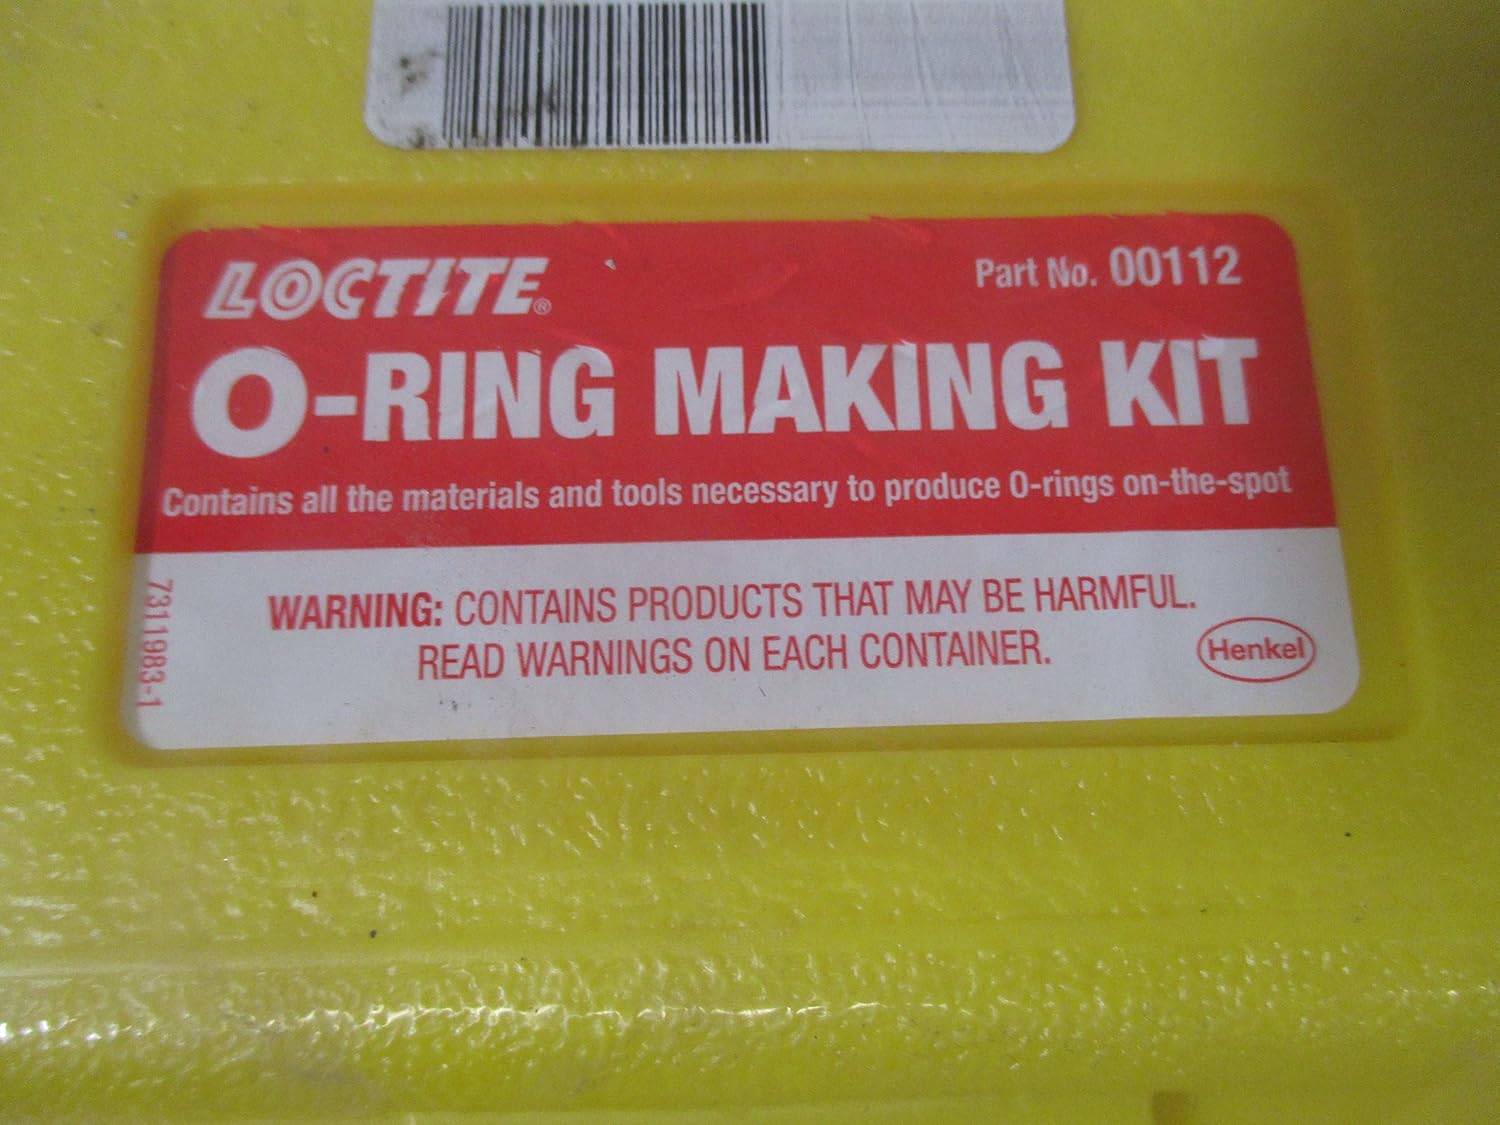 LOCTITE®
Part No. 00112
O-RING MAKING KIT
Contains all the materials and tools necessary to produce O-rings on-the-spot
WARNING: CONTAINS PRODUCTS THAT MAY BE HARMFUL.
READ WARNINGS ON EACH CONTAINER.
Henkel
7311983-1